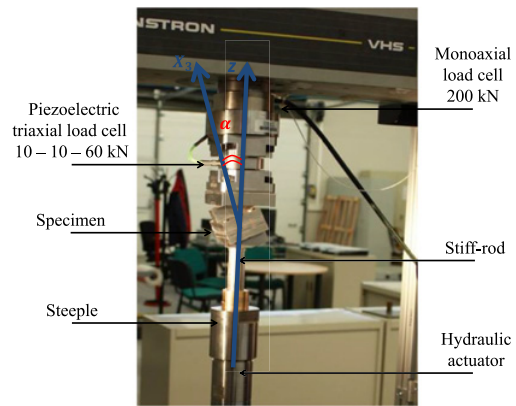 NSTRON
VHS
X3
z
α
Monoaxial
load cell
200 kN
Piezoelectric
triaxial load cell
10 – 10 – 60 kN
Specimen
Stiff-rod
Steeple
Hydraulic
actuator